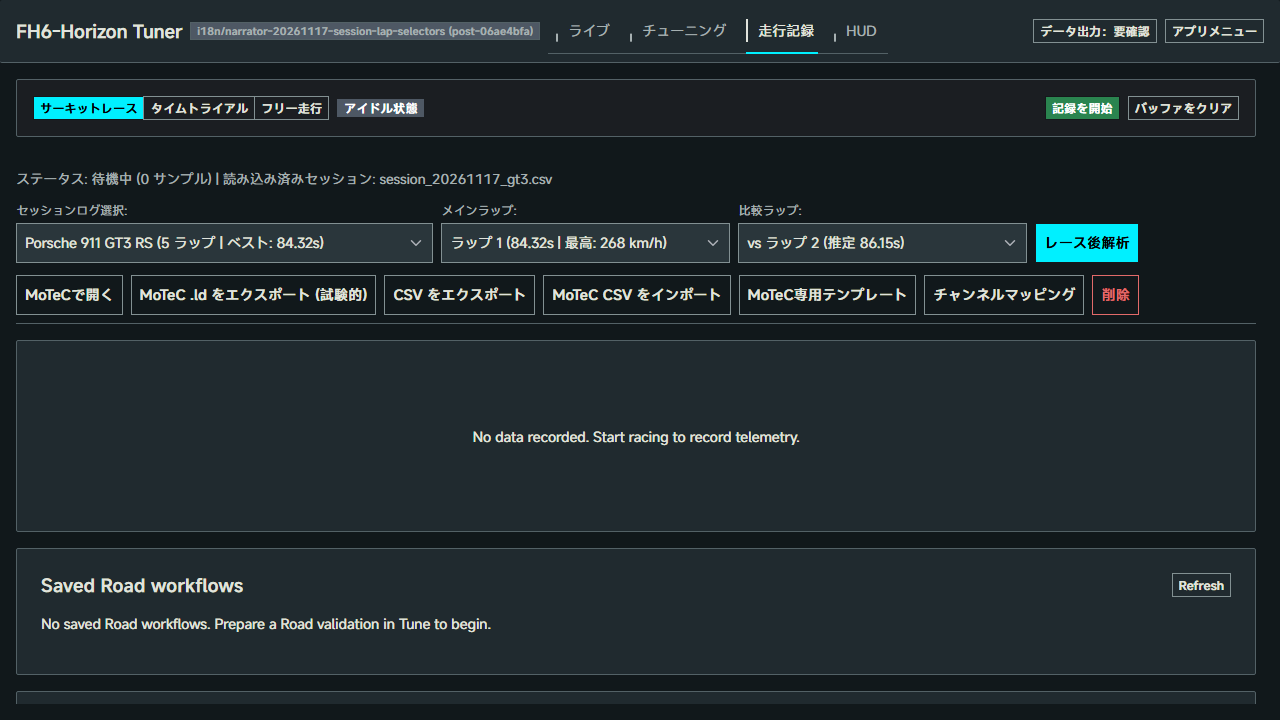 FH6-Horizon Tuner i18n/narrator-20261117-session-lap-selectors (post-06ae4bfa) ライブ チューニング 走行記録 HUD データ出力: 要確認 アプリメニュー
サーキットレース タイムトライアル フリー走行 アイドル状態 記録を開始 バッファをクリア
ステータス: 待機中 (0 サンプル) | 読み込み済みセッション: session_20261117_gt3.csv
セッションログ選択: メインラップ: 比較ラップ:
Porsche 911 GT3 RS (5 ラップ | ベスト: 84.32s) ラップ 1 (84.32s | 最高: 268 km/h) vs ラップ 2 (推定 86.15s) レース後解析
MoTeCで開く MoTeC .ld をエクスポート (試験的) CSV をエクスポート MoTeC CSV をインポート MoTeC専用テンプレート チャンネルマッピング 削除
No data recorded. Start racing to record telemetry.
Saved Road workflows Refresh
No saved Road workflows. Prepare a Road validation in Tune to begin.